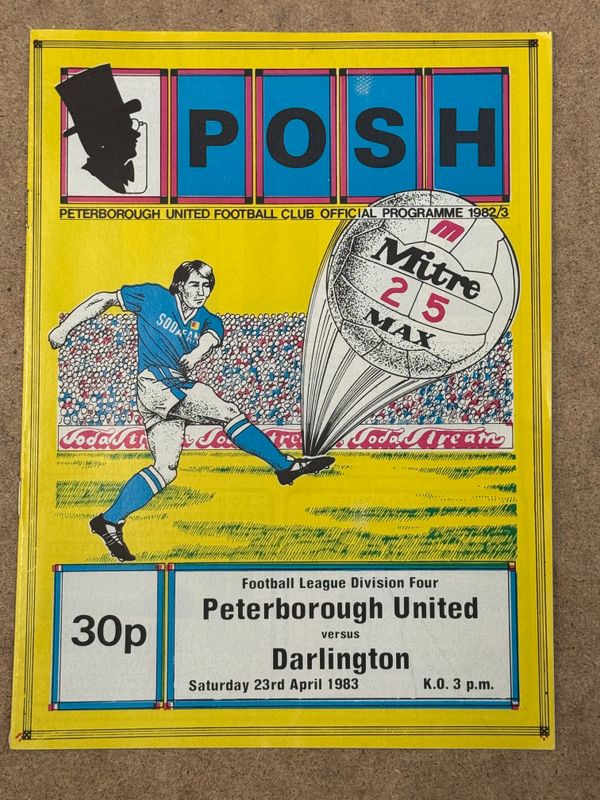 POSH
PETERBOROUGH UNITED FOOTBALL CLUB OFFICIAL PROGRAMME 1982/3
m
Mitre
25
MAX
SODA
SodaStream SodaStream SodaStream
30p
Football League Division Four
Peterborough United
versus
Darlington
Saturday 23rd April 1983 K.O. 3 p.m.